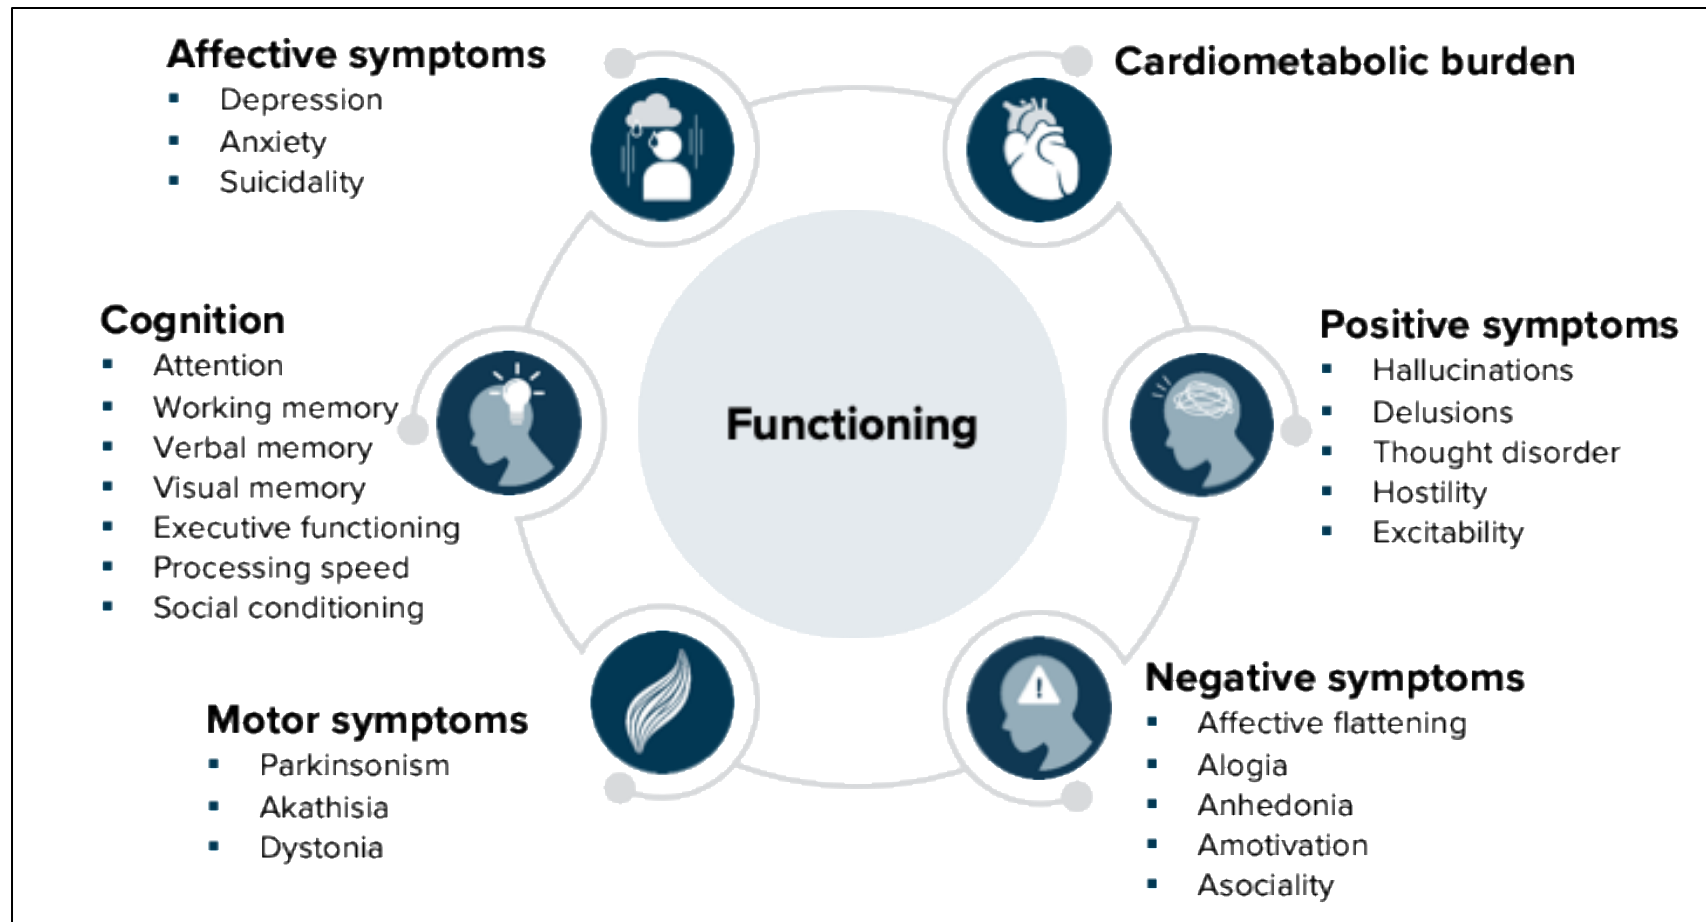 Affective symptoms
▪ Depression
▪ Anxiety
▪ Suicidality
Cardiometabolic burden
Cognition
▪ Attention
▪ Working memory
▪ Verbal memory
▪ Visual memory
▪ Executive functioning
▪ Processing speed
▪ Social conditioning
Functioning
Positive symptoms
▪ Hallucinations
▪ Delusions
▪ Thought disorder
▪ Hostility
▪ Excitability
Motor symptoms
▪ Parkinsonism
▪ Akathisia
▪ Dystonia
Negative symptoms
▪ Affective flattening
▪ Alogia
▪ Anhedonia
▪ Amotivation
▪ Asociality